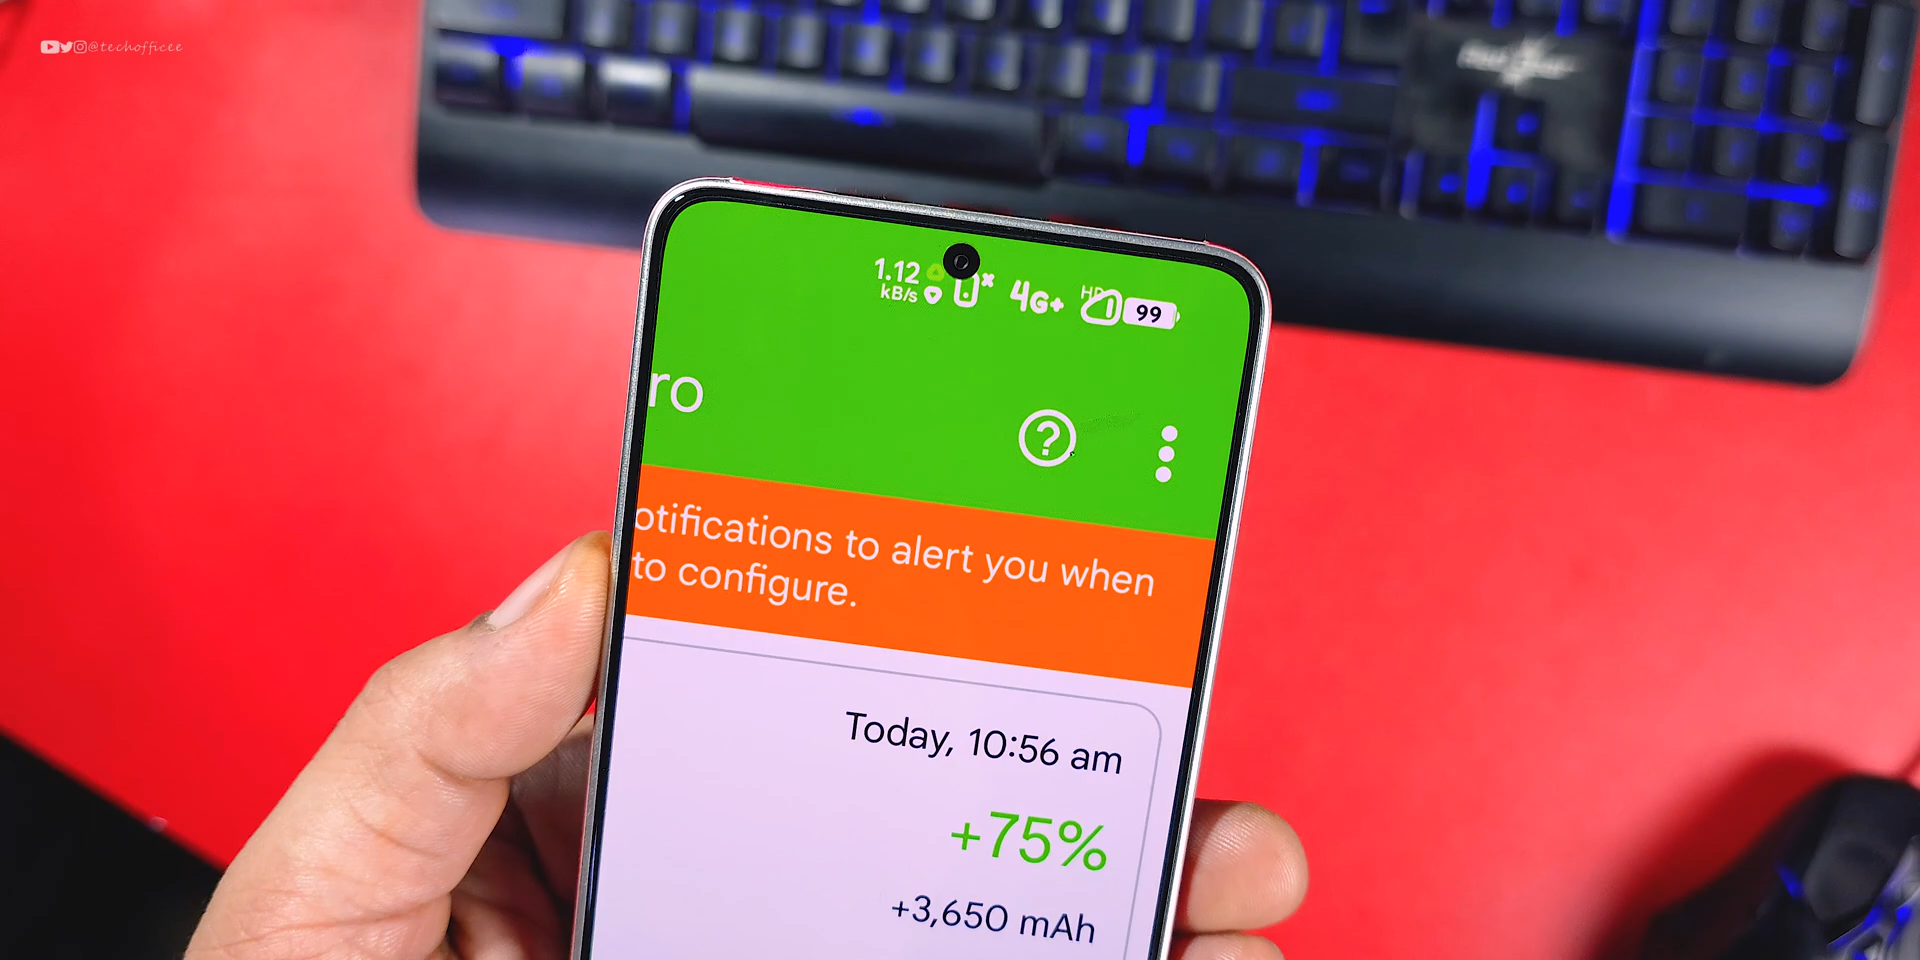 @techofficee
1.12
kB/s
4G+
HD
99
ro
otifications to alert you when
to configure.
Today, 10:56 am
+75%
+3,650 mAh